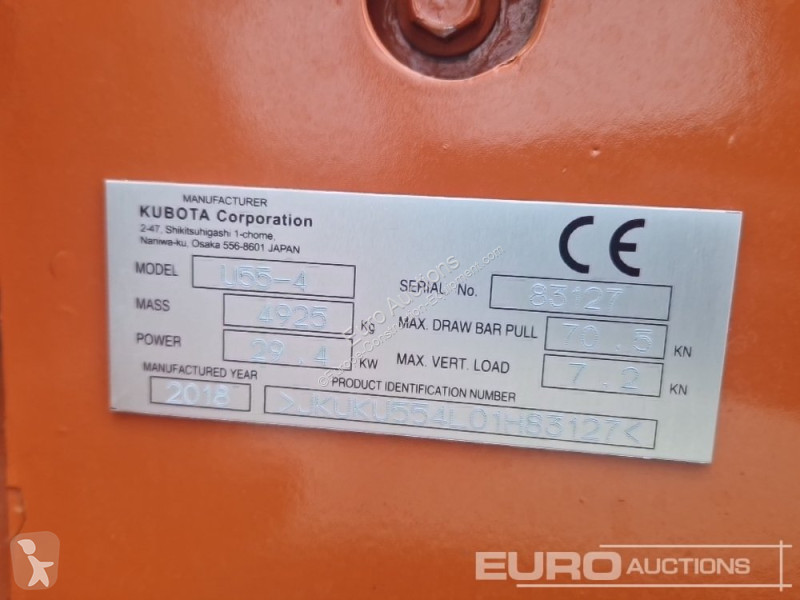 MANUFACTURER
KUBOTA Corporation
2-47, Shikitsuhigashi 1-chome,
Naniwa-ku, Osaka 556-8601 JAPAN
CE
MODEL U55-4
SERIAL No. 83127
MASS 4925 Kg
MAX. DRAW BAR PULL 70.5 KN
POWER 29.4 KW
MAX. VERT. LOAD 7.2 KN
MANUFACTURED YEAR
2018
PRODUCT IDENTIFICATION NUMBER
>JKUKU554L01H83127<
Euro Auctions
EURO AUCTIONS